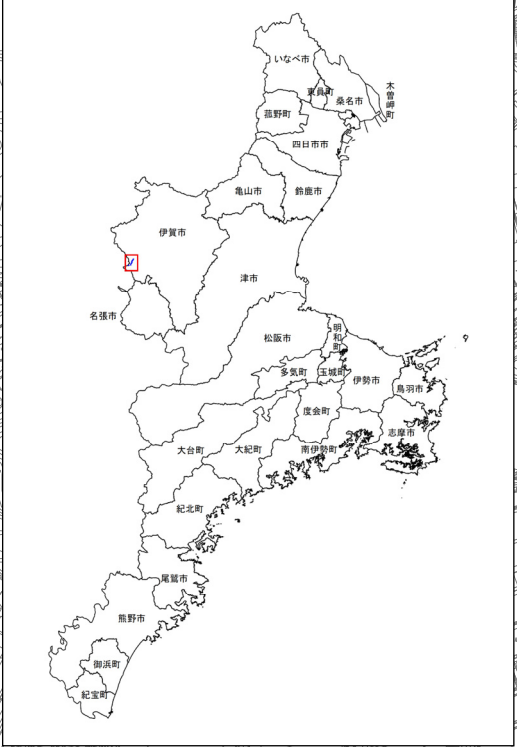 いなべ市
東員町
桑名市
木曽岬町
菰野町
四日市市
亀山市
鈴鹿市
伊賀市
津市
名張市
松阪市
明和町
多気町
玉城町
伊勢市
鳥羽市
度会町
志摩市
大台町
大紀町
南伊勢町
紀北町
尾鷲市
熊野市
御浜町
紀宝町